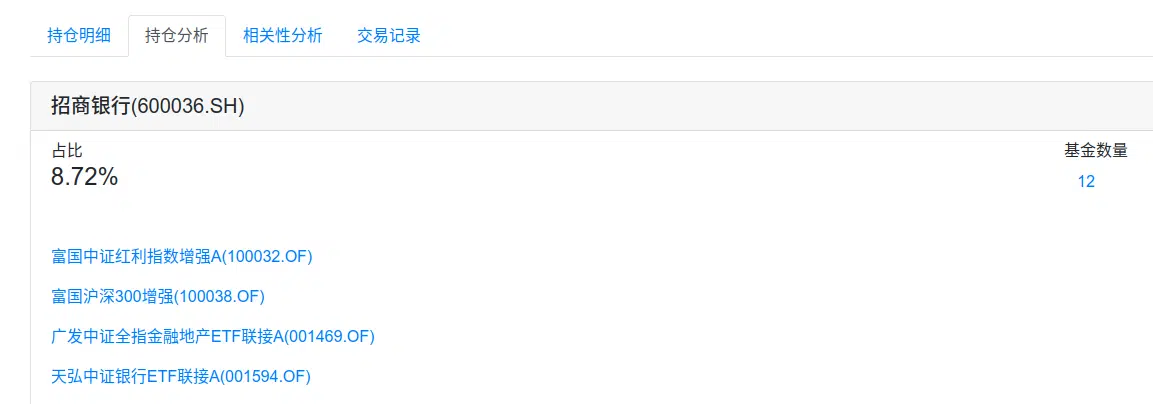 持仓明细 持仓分析 相关性分析 交易记录
招商银行(600036.SH)
占比 基金数量
8.72% 12
富国中证红利指数增强A(100032.OF)
富国沪深300增强(100038.OF)
广发中证全指金融地产ETF联接A(001469.OF)
天弘中证银行ETF联接A(001594.OF)